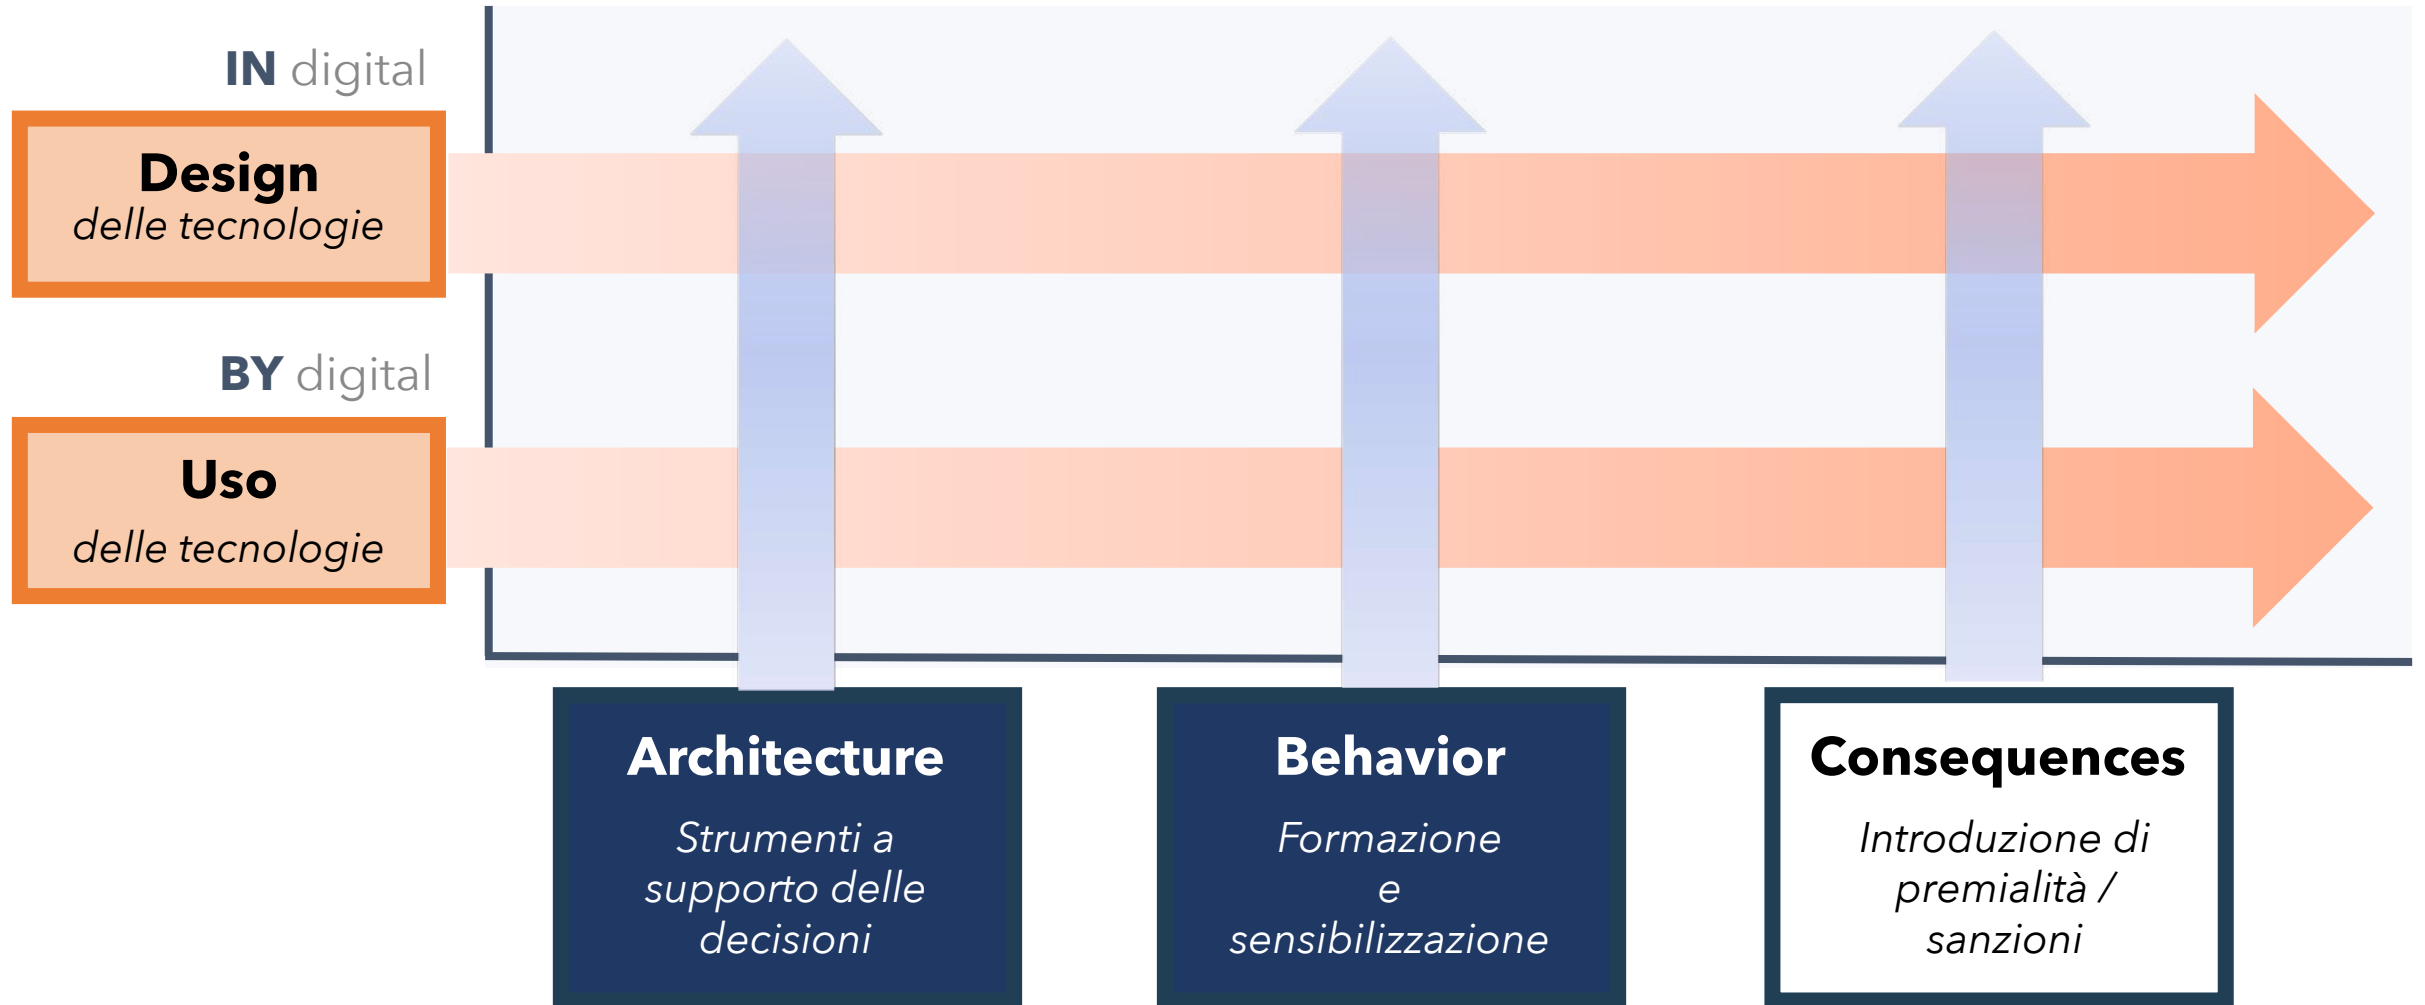 IN digital
Design
delle tecnologie
BY digital
Uso
delle tecnologie
Architecture
Strumenti a
supporto delle
decisioni
Behavior
Formazione
e
sensibilizzazione
Consequences
Introduzione di
premialità /
sanzioni